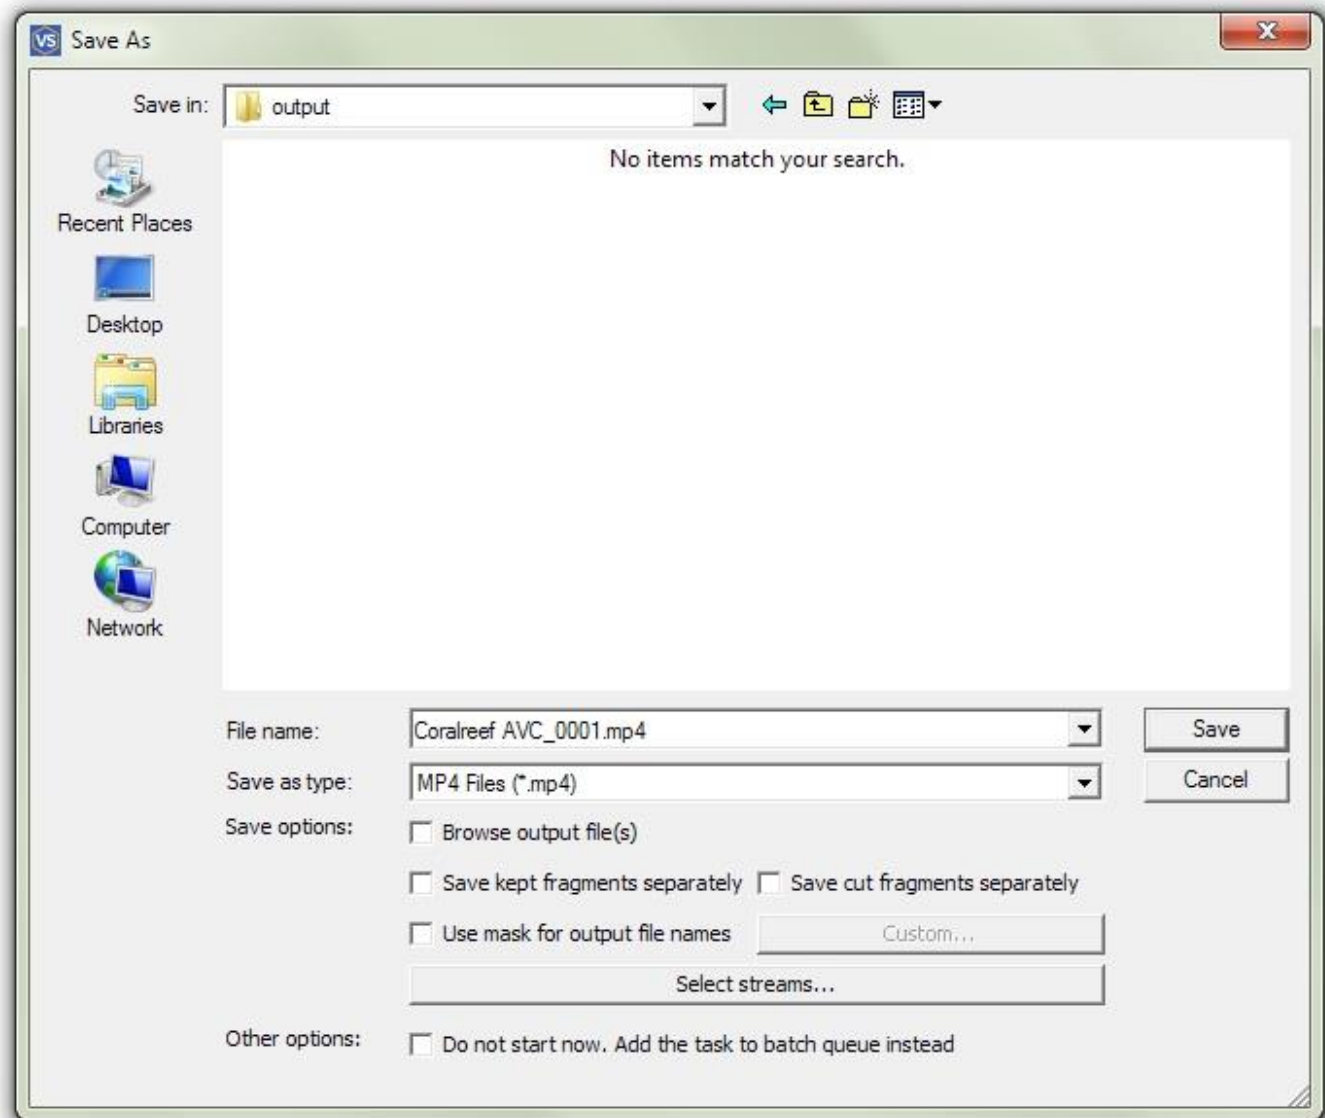 VS Save As
Save in: output
No items match your search.
Recent Places
Desktop
Libraries
Computer
Network
File name: Coralreef AVC_0001.mp4 Save
Save as type: MP4 Files (*.mp4) Cancel
Save options: Browse output file(s)
Save kept fragments separately Save cut fragments separately
Use mask for output file names Custom...
Select streams...
Other options: Do not start now. Add the task to batch queue instead